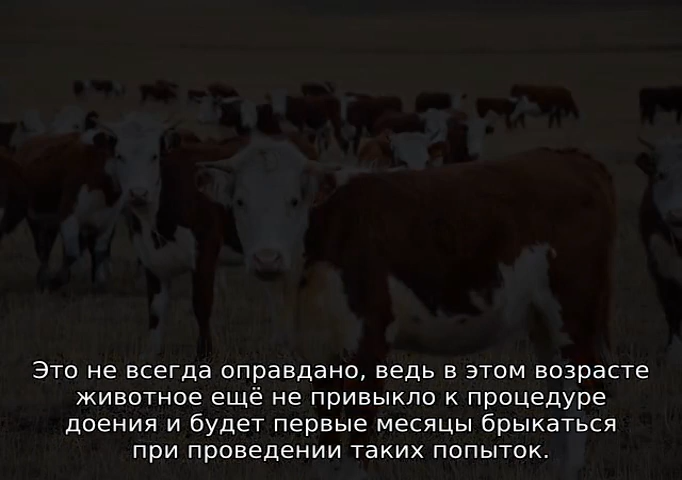 Это не всегда оправдано, ведь в этом возрасте
животное ещё не привыкло к процедуре
доения и будет первые месяцы брыкаться
при проведении таких попыток.